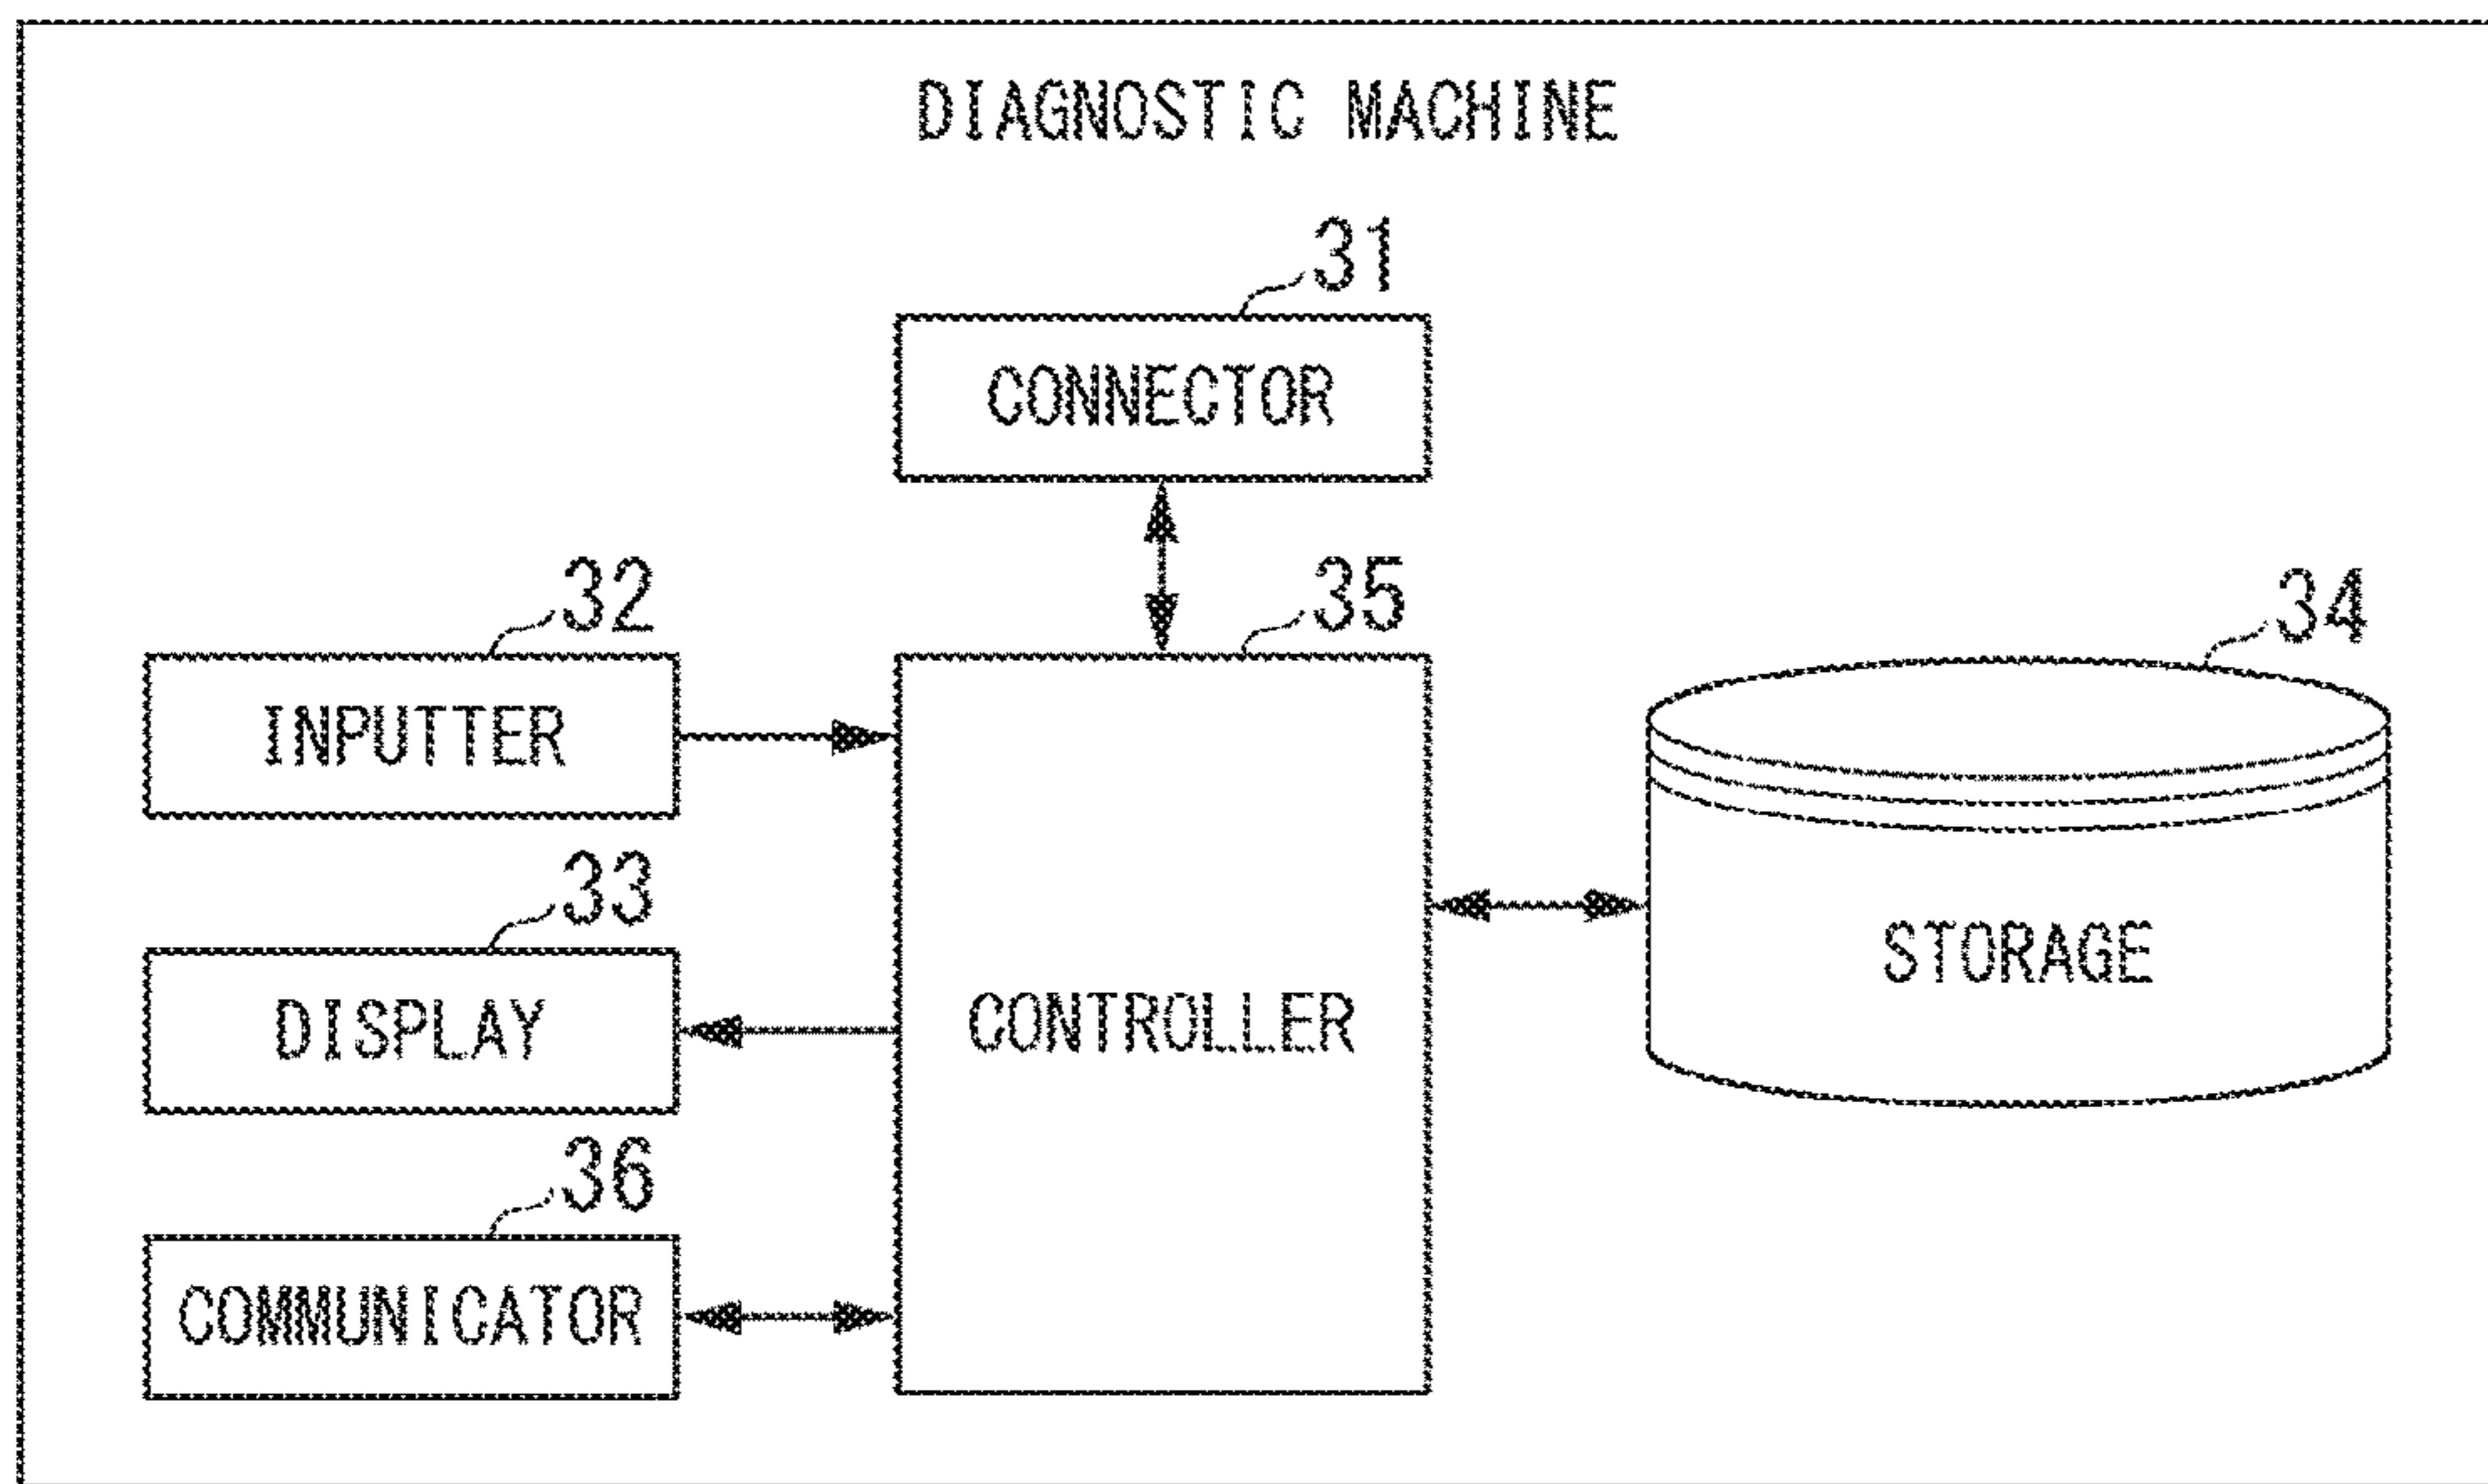 DIAGNOSTIC MACHINE
31
CONNECTOR
32
35
34
INPUTTER
33
STORAGE
DISPLAY
CONTROLLER
36
COMMUNICATOR